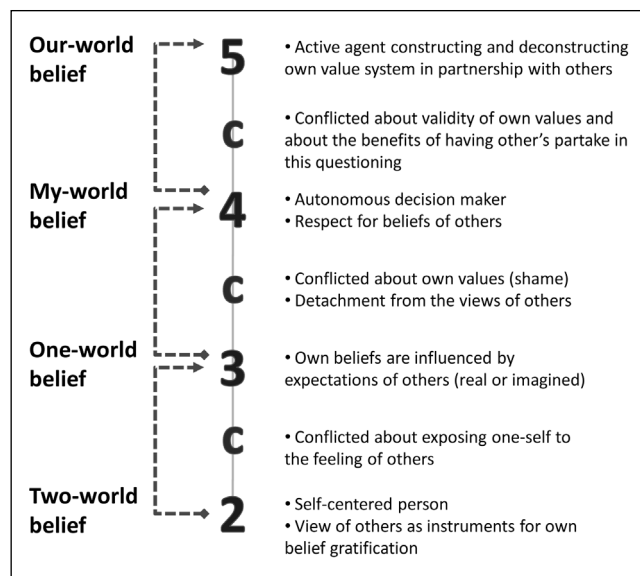 Our-world
belief
5
• Active agent constructing and deconstructing
own value system in partnership with others
c
• Conflicted about validity of own values and
about the benefits of having other's partake in
this questioning
My-world
belief
4
• Autonomous decision maker
• Respect for beliefs of others
c
• Conflicted about own values (shame)
• Detachment from the views of others
One-world
belief
3
• Own beliefs are influenced by
expectations of others (real or imagined)
c
• Conflicted about exposing one-self to
the feeling of others
Two-world
belief
2
• Self-centered person
• View of others as instruments for own
belief gratification